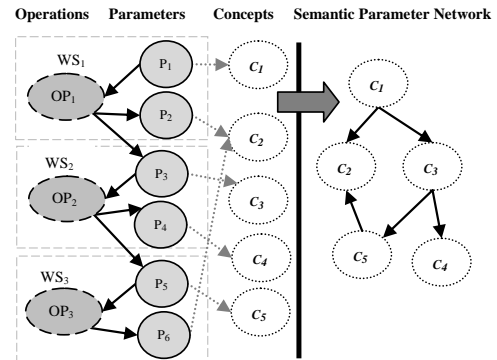 Operations Parameters Concepts Semantic Parameter Network
WS1
P1
C1
OP1
P2
C2
WS2
P3
C3
OP2
P4
C4
WS3
P5
C5
OP3
P6
C1
C2
C3
C5
C4